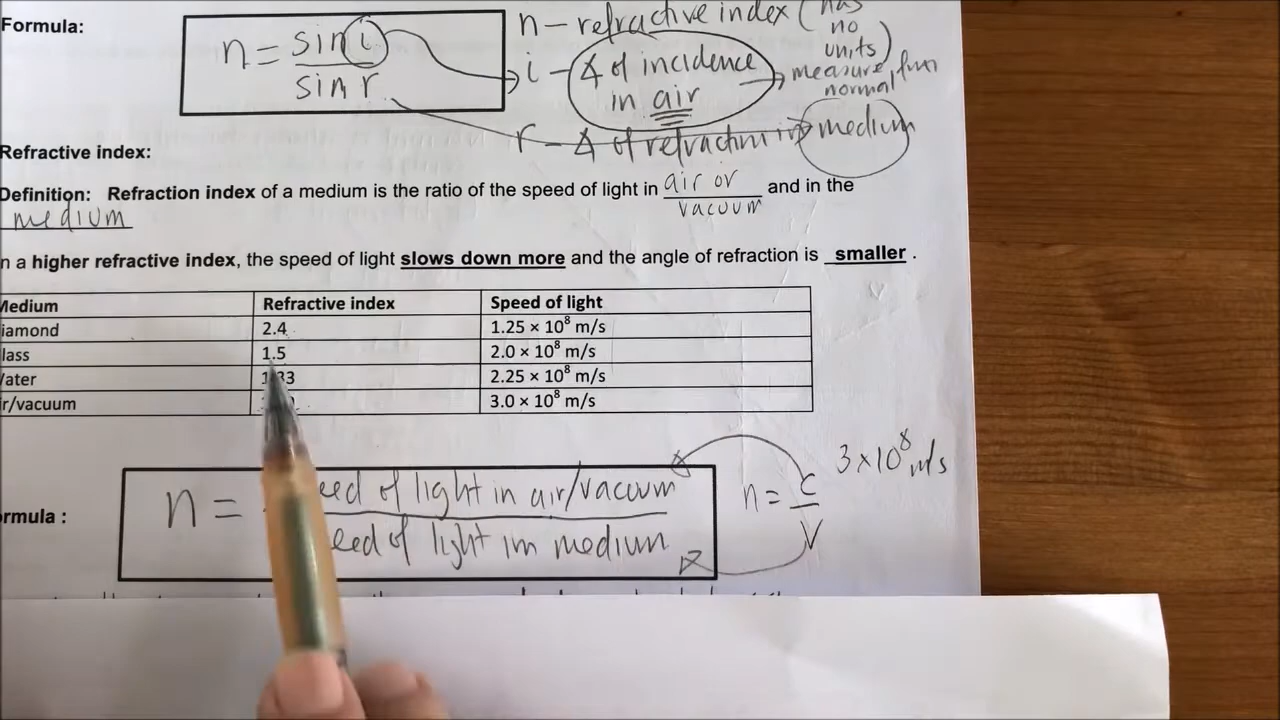 Formula:
n = sin i
sin r
n - refractive index (has
no
units)
i - ∡ of incidence
in air
measure from
normal
r - ∡ of refraction in medium
Refractive index:
Definition: Refraction index of a medium is the ratio of the speed of light in air or and in the
vacuum
medium
n a higher refractive index, the speed of light slows down more and the angle of refraction is smaller .
Medium Refractive index Speed of light
iamond 2.4 1.25 × 10⁸ m/s
lass 1.5 2.0 × 10⁸ m/s
ater 1.33 2.25 × 10⁸ m/s
ir/vacuum 3.0 × 10⁸ m/s
3×10⁸ m/s
rmula : n = eed of light in air/vacuum n = c
eed of light in medium v